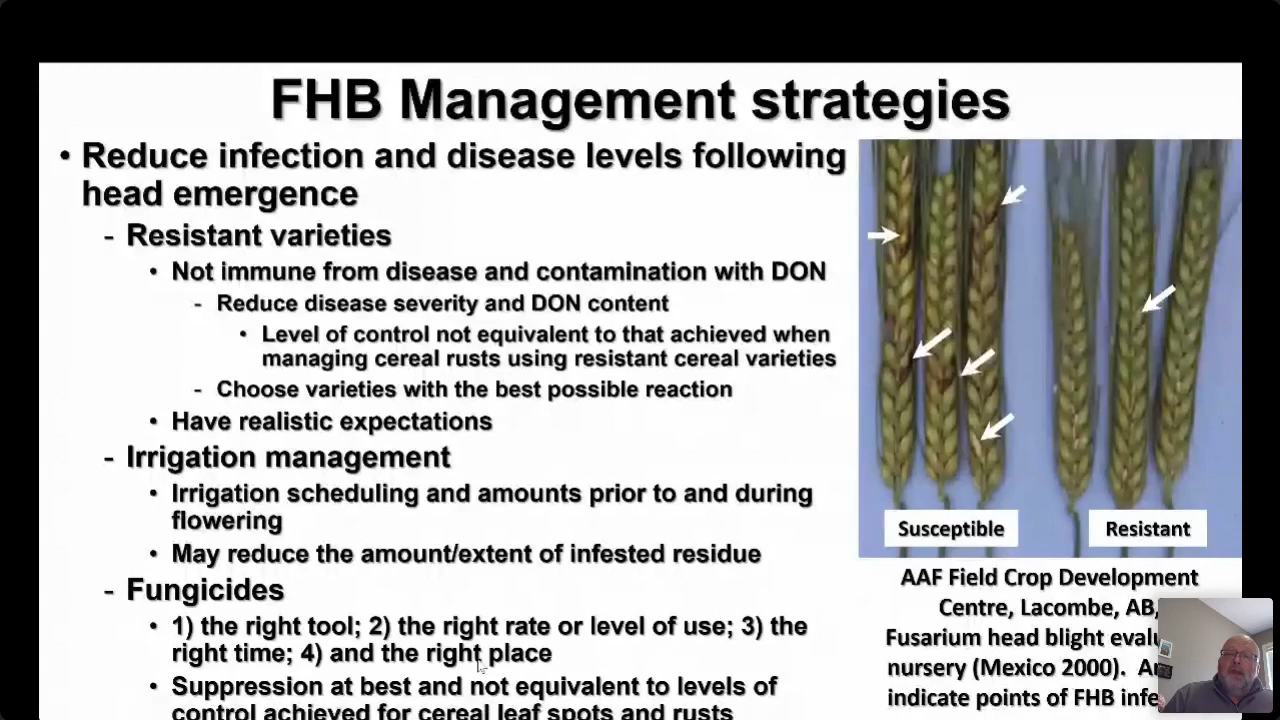 FHB Management strategies
• Reduce infection and disease levels following
head emergence
- Resistant varieties
• Not immune from disease and contamination with DON
- Reduce disease severity and DON content
• Level of control not equivalent to that achieved when
managing cereal rusts using resistant cereal varieties
- Choose varieties with the best possible reaction
• Have realistic expectations
- Irrigation management
• Irrigation scheduling and amounts prior to and during
flowering
• May reduce the amount/extent of infested residue
- Fungicides
• 1) the right tool; 2) the right rate or level of use; 3) the
right time; 4) and the right place
• Suppression at best and not equivalent to levels of
control achieved for cereal leaf spots and rusts
Susceptible
Resistant
AAF Field Crop Development
Centre, Lacombe, AB,
Fusarium head blight
nursery (Mexico 2000).
indicate points of FHB